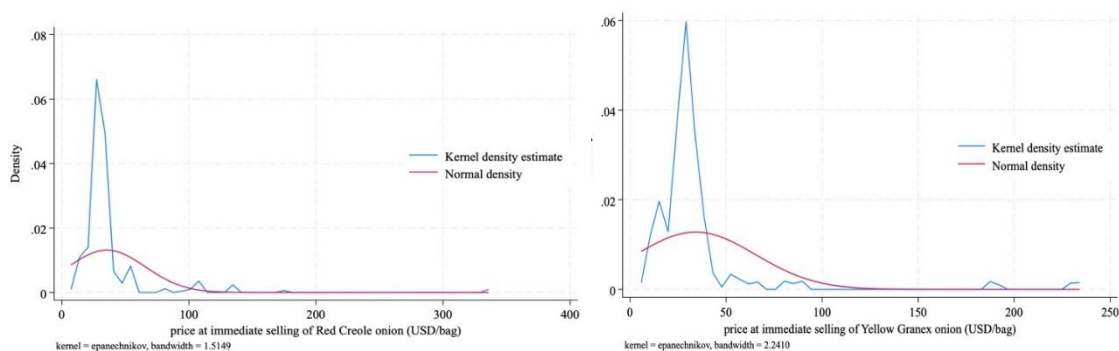 .08
.06
.04
.02
0
Density
Kernel density estimate
Normal density
0 100 200 300 400
price at immediate selling of Red Creole onion (USD/bag)
kernel = epanechnikov, bandwidth = 1.5149
.06
.04
.02
0
Kernel density estimate
Normal density
0 50 100 150 200 250
price at immediate selling of Yellow Granex onion (USD/bag)
kernel = epanechnikov, bandwidth = 2.2410